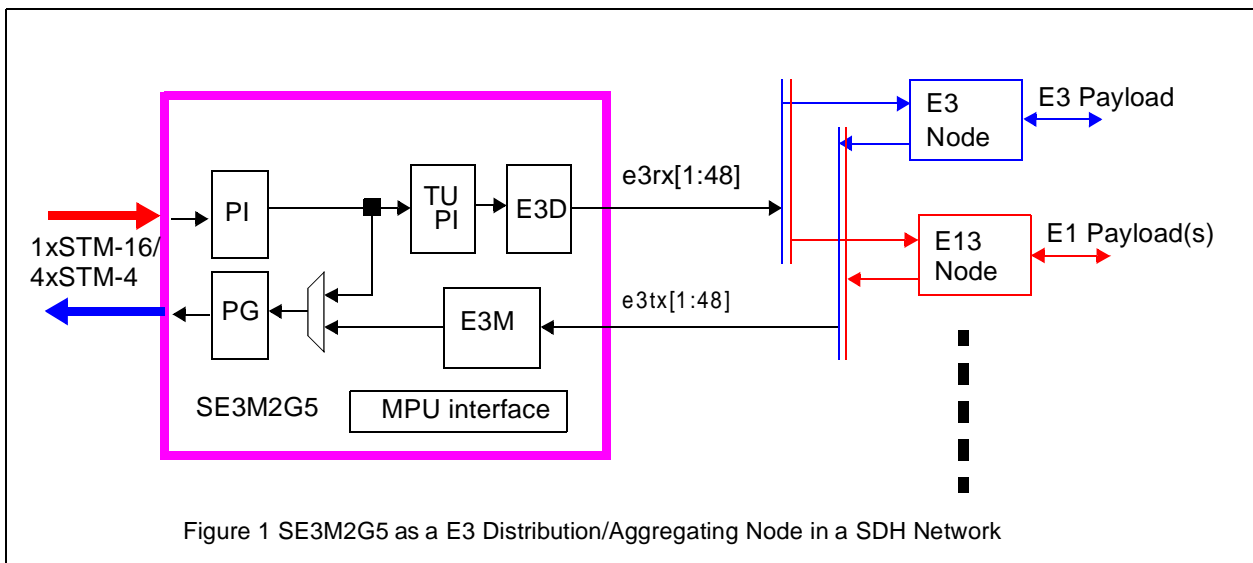 1xSTM-16/
4xSTM-4
PI
PG
TU
PI
E3D
E3M
SE3M2G5
MPU interface
e3rx[1:48]
e3tx[1:48]
E3
Node
E3 Payload
E13
Node
E1 Payload(s)
Figure 1 SE3M2G5 as a E3 Distribution/Aggregating Node in a SDH Network